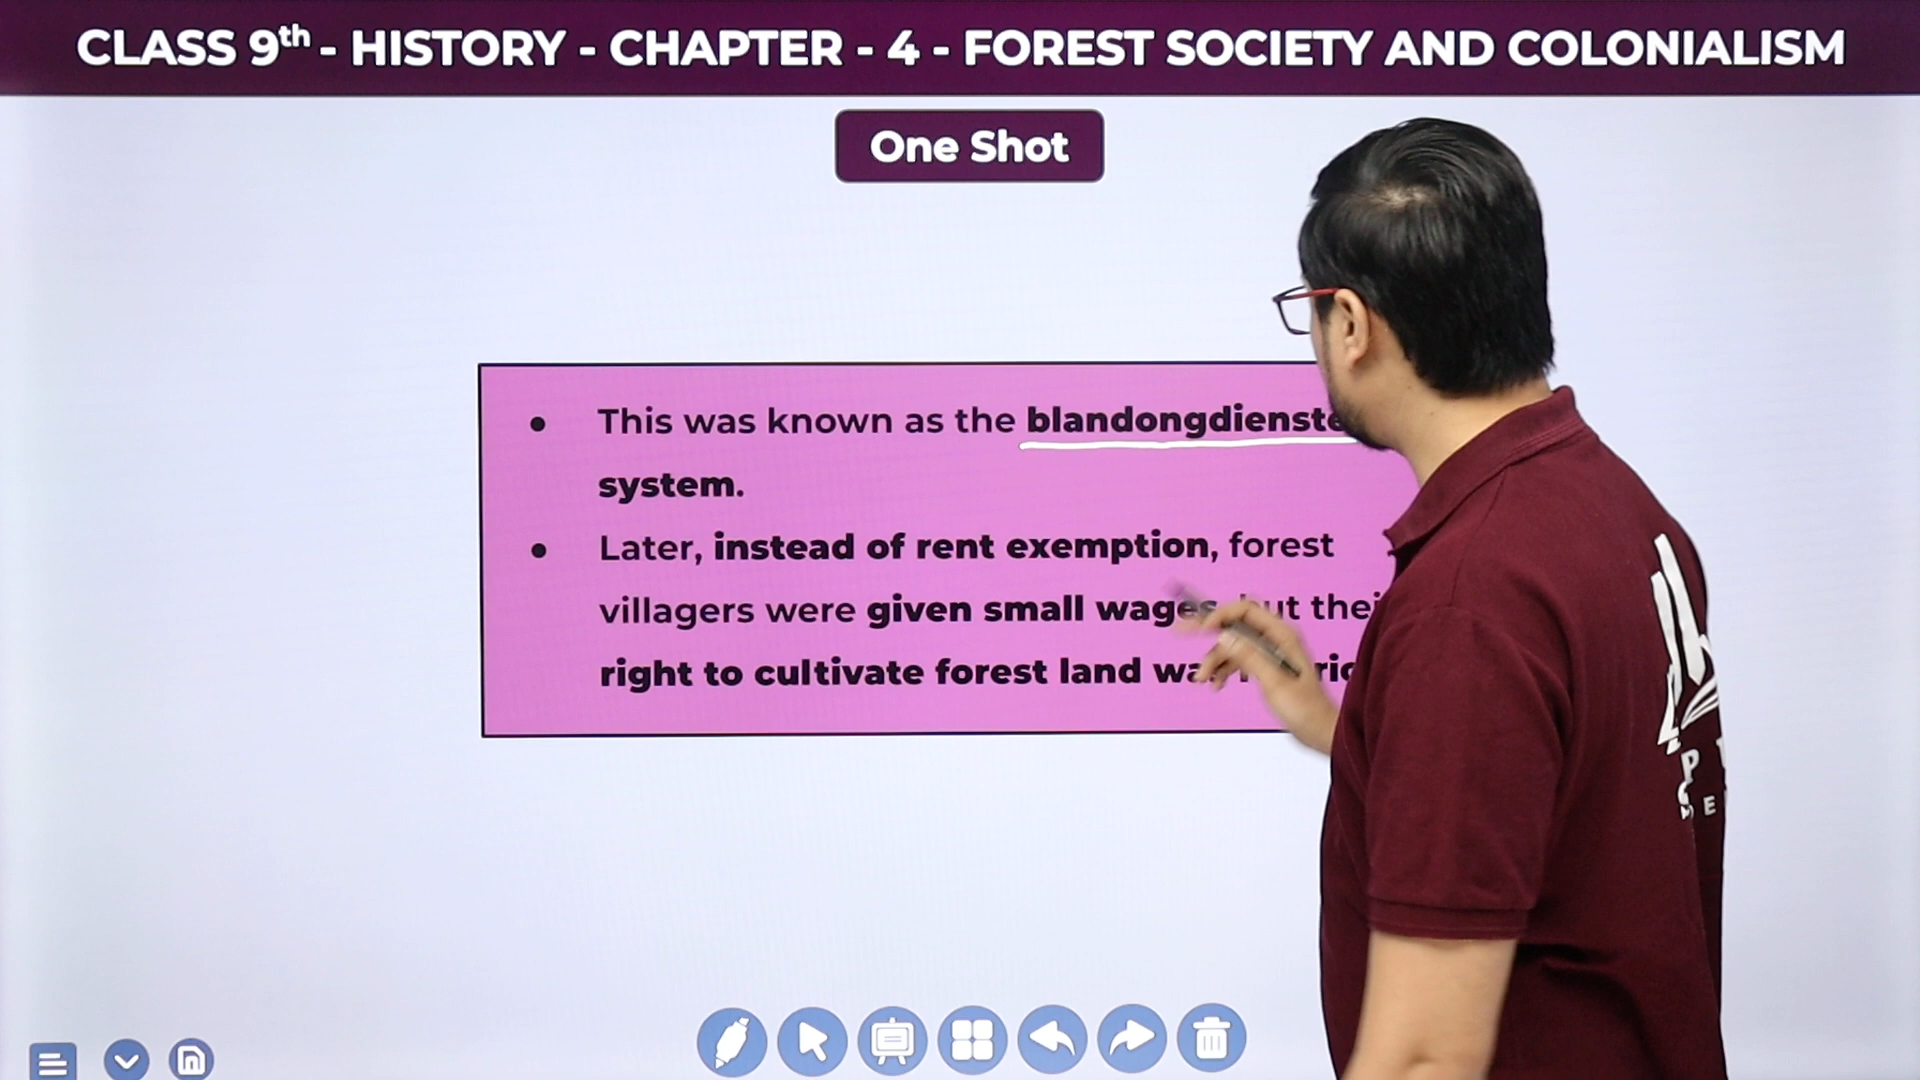 CLASS 9th - HISTORY - CHAPTER - 4 - FOREST SOCIETY AND COLONIALISM
One Shot
• This was known as the blandongdienste
system.
• Later, instead of rent exemption, forest
villagers were given small wages, but
right to cultivate forest land